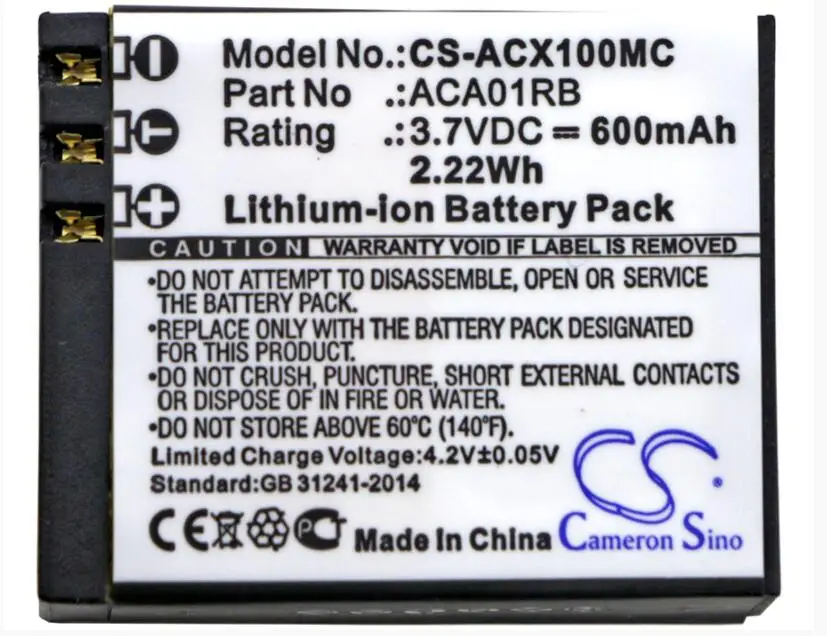 Model No.:CS-ACX100MC
Part No .:ACA01RB
Rating .:3.7VDC ⎓ 600mAh
2.22Wh
Lithium-ion Battery Pack
CAUTION WARRANTY VOID IF LABEL IS REMOVED
•DO NOT ATTEMPT TO DISASSEMBLE, OPEN OR SERVICE
THE BATTERY PACK.
•REPLACE ONLY WITH THE BATTERY PACK DESIGNATED
FOR THIS PRODUCT.
•DO NOT CRUSH, PUNCTURE, SHORT EXTERNAL CONTACTS
OR DISPOSE OF IN FIRE OR WATER.
•DO NOT STORE ABOVE 60°C (140°F).
Limited Charge Voltage:4.2V±0.05V
Standard:GB 31241-2014
CE Made In China
CS
Cameron Sino